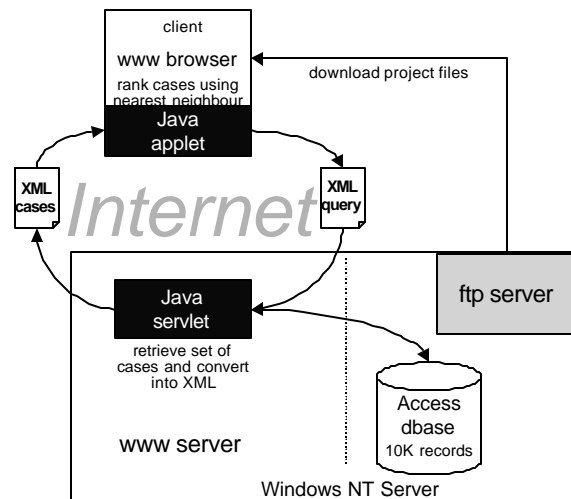 client
www browser
rank cases using
nearest neighbour
Java
applet
download project files
XML
cases
Internet
XML
query
Java
servlet
ftp server
retrieve set of
cases and convert
into XML
Access
dbase
10K records
www server
Windows NT Server